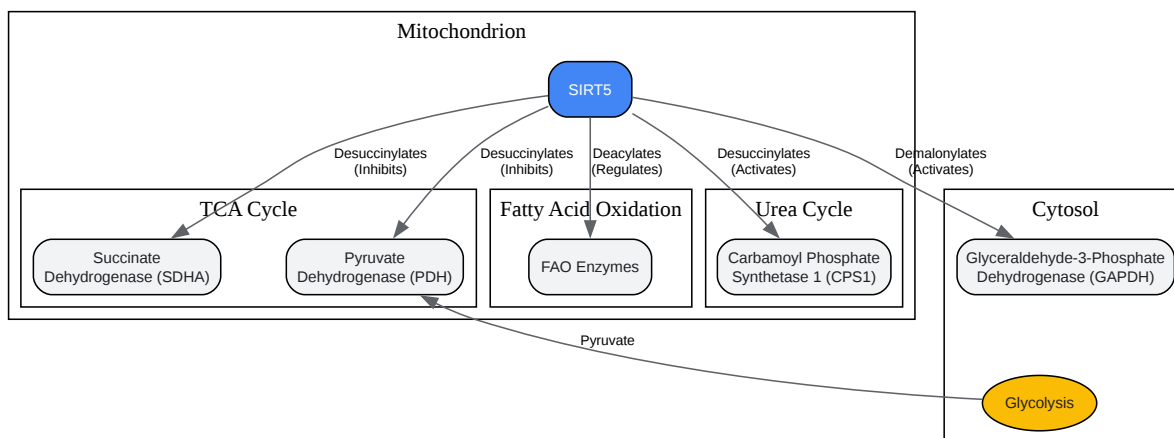 Mitochondrion
SIRT5
Desuccinylates
(Inhibits)
Desuccinylates
(Inhibits)
Deacylates
(Regulates)
Desuccinylates
(Activates)
Demalonylates
(Activates)
TCA Cycle
Fatty Acid Oxidation
Urea Cycle
Cytosol
Succinate
Dehydrogenase (SDHA)
Pyruvate
Dehydrogenase (PDH)
FAO Enzymes
Carbamoyl Phosphate
Synthetase 1 (CPS1)
Glyceraldehyde-3-Phosphate
Dehydrogenase (GAPDH)
Pyruvate
Glycolysis